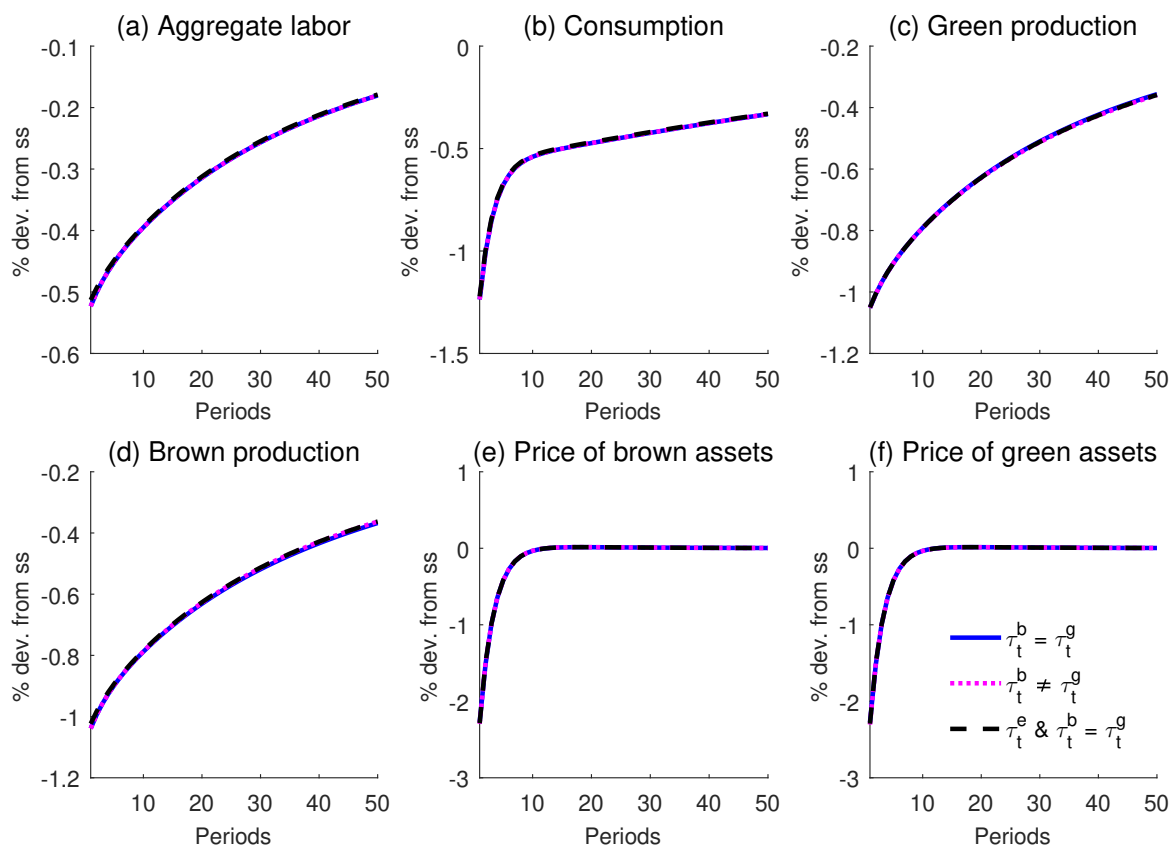 (a) Aggregate labor
-0.1
-0.2
-0.3
-0.4
-0.5
-0.6
% dev. from ss
10 20 30 40 50
Periods
(b) Consumption
0
-0.5
-1
-1.5
% dev. from ss
10 20 30 40 50
Periods
(c) Green production
-0.2
-0.4
-0.6
-0.8
-1
-1.2
% dev. from ss
10 20 30 40 50
Periods
(d) Brown production
-0.2
-0.4
-0.6
-0.8
-1
-1.2
% dev. from ss
10 20 30 40 50
Periods
(e) Price of brown assets
1
0
-1
-2
-3
% dev. from ss
10 20 30 40 50
Periods
(f) Price of green assets
1
0
-1
-2
-3
% dev. from ss
10 20 30 40 50
Periods
τ_t^b = τ_t^g
τ_t^b ≠ τ_t^g
τ_t^e & τ_t^b = τ_t^g